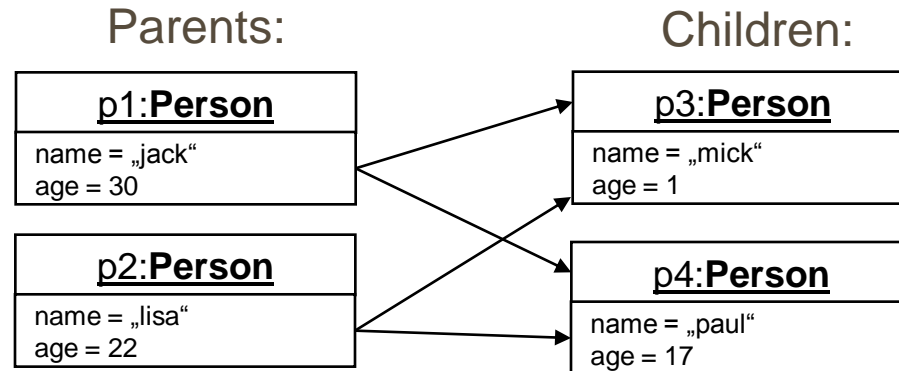 Parents:
Children:
p1:Person
name = „jack“
age = 30
p2:Person
name = „lisa“
age = 22
p3:Person
name = „mick“
age = 1
p4:Person
name = „paul“
age = 17